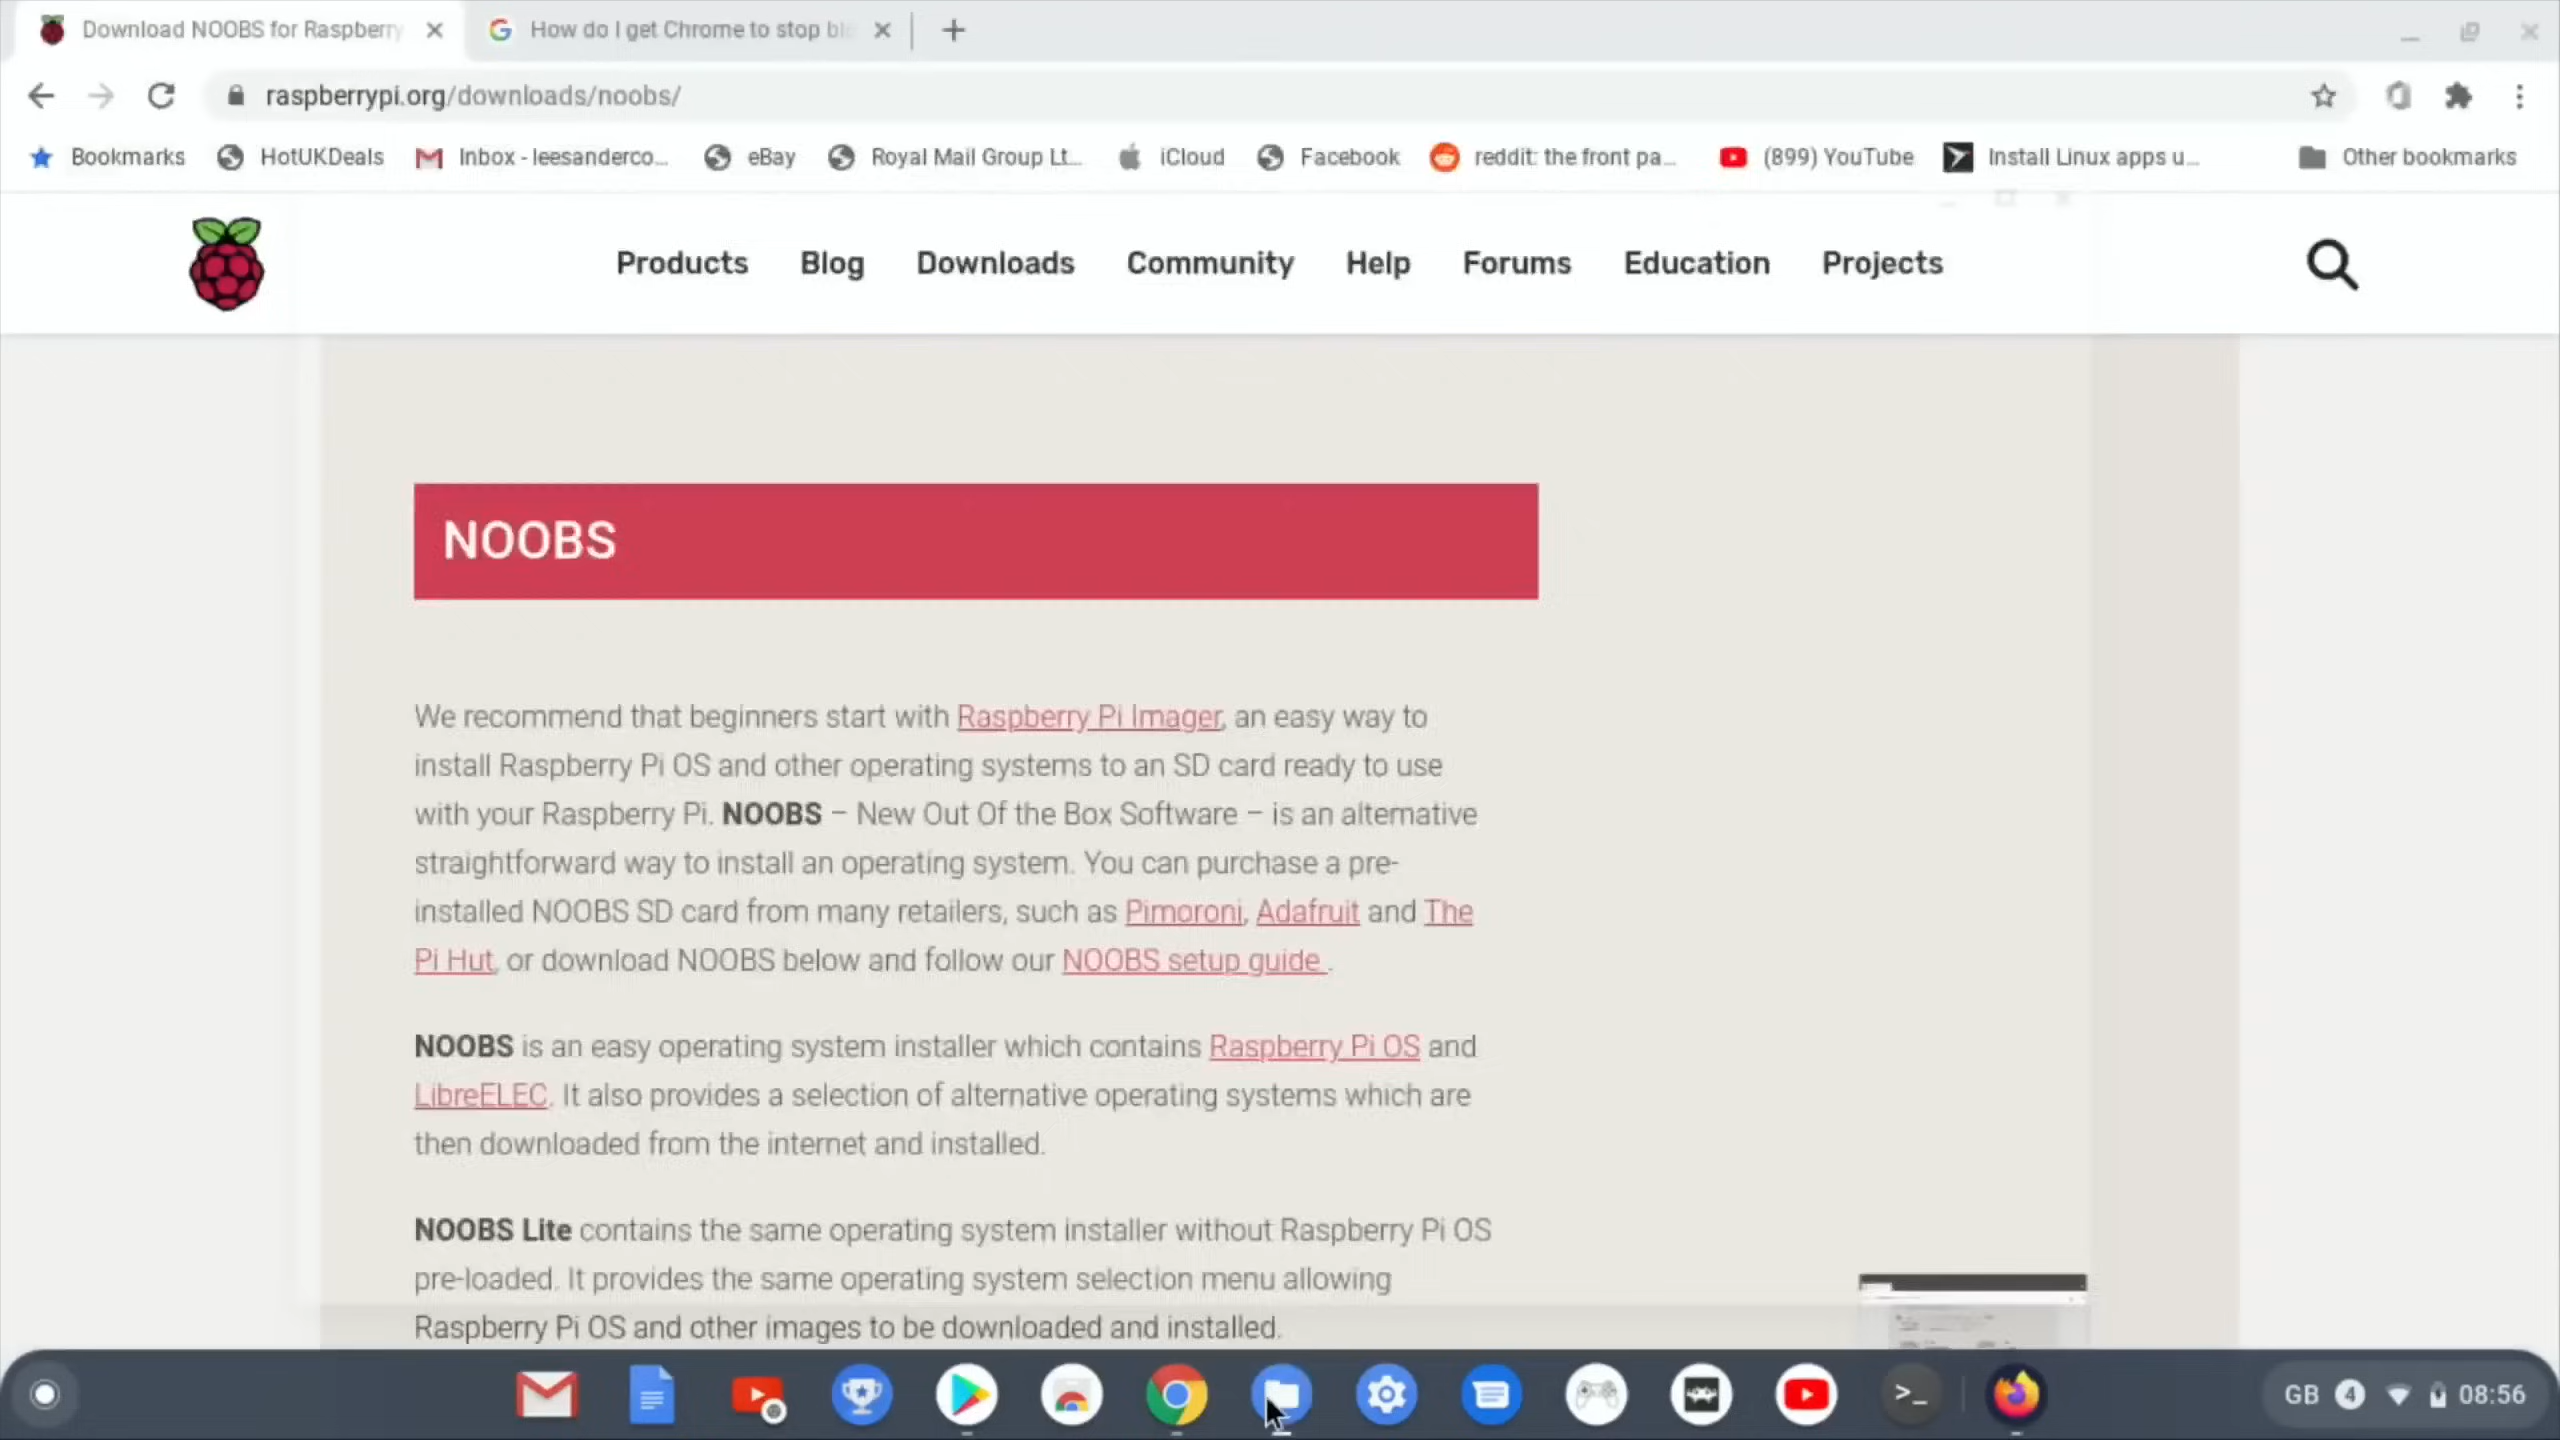 Download NOOBS for Raspberry
How do I get Chrome to stop blo
raspberrypi.org/downloads/noobs/
Bookmarks
HotUKDeals
Inbox - leesanderco...
eBay
Royal Mail Group Lt...
iCloud
Facebook
reddit: the front pa...
(899) YouTube
Install Linux apps u...
Other bookmarks
Products
Blog
Downloads
Community
Help
Forums
Education
Projects
NOOBS
We recommend that beginners start with Raspberry Pi Imager, an easy way to
install Raspberry Pi OS and other operating systems to an SD card ready to use
with your Raspberry Pi. NOOBS – New Out Of the Box Software – is an alternative
straightforward way to install an operating system. You can purchase a pre-
installed NOOBS SD card from many retailers, such as Pimoroni, Adafruit and The
Pi Hut, or download NOOBS below and follow our NOOBS setup guide .
NOOBS is an easy operating system installer which contains Raspberry Pi OS and
LibreELEC. It also provides a selection of alternative operating systems which are
then downloaded from the internet and installed.
NOOBS Lite contains the same operating system installer without Raspberry Pi OS
pre-loaded. It provides the same operating system selection menu allowing
Raspberry Pi OS and other images to be downloaded and installed.
GB 4 08:56